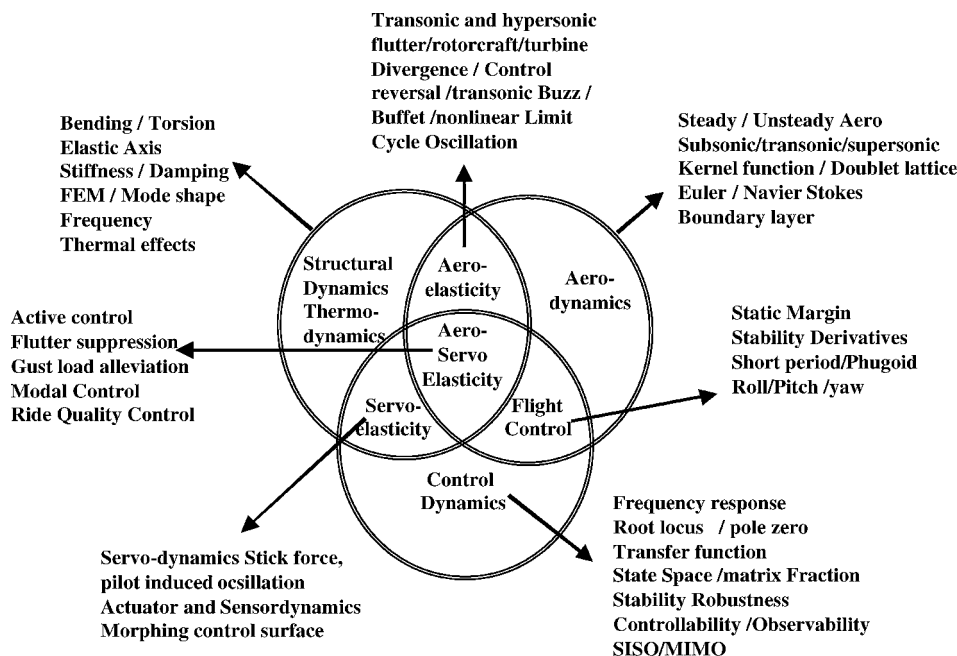 Transonic and hypersonic
flutter/rotorcraft/turbine
Divergence / Control
reversal /transonic Buzz /
Buffet /nonlinear Limit
Cycle Oscillation
Bending / Torsion
Elastic Axis
Stiffness / Damping
FEM / Mode shape
Frequency
Thermal effects
Steady / Unsteady Aero
Subsonic/transonic/supersonic
Kernel function / Doublet lattice
Euler / Navier Stokes
Boundary layer
Structural
Dynamics
Thermo-
dynamics
Aero-
elasticity
Aero-
dynamics
Active control
Flutter suppression
Gust load alleviation
Modal Control
Ride Quality Control
Aero-
Servo
Elasticity
Static Margin
Stability Derivatives
Short period/Phugoid
Roll/Pitch /yaw
Servo-
elasticity
Flight
Control
Control
Dynamics
Servo-dynamics Stick force,
pilot induced ocsillation
Actuator and Sensordynamics
Morphing control surface
Frequency response
Root locus / pole zero
Transfer function
State Space /matrix Fraction
Stability Robustness
Controllability /Observability
SISO/MIMO